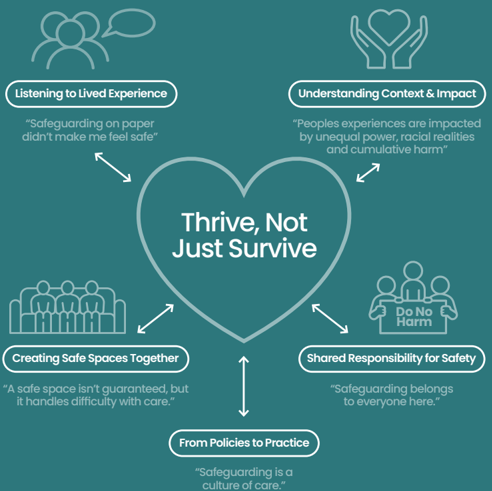 Listening to Lived Experience
“Safeguarding on paper
didn’t make me feel safe”
Understanding Context & Impact
“Peoples experiences are impacted
by unequal power, racial realities
and cumulative harm”
Thrive, Not
Just Survive
Creating Safe Spaces Together
“A safe space isn’t guaranteed, but
it handles difficulty with care.”
Do No
Harm
Shared Responsibility for Safety
“Safeguarding belongs
to everyone here.”
From Policies to Practice
“Safeguarding is a
culture of care.”